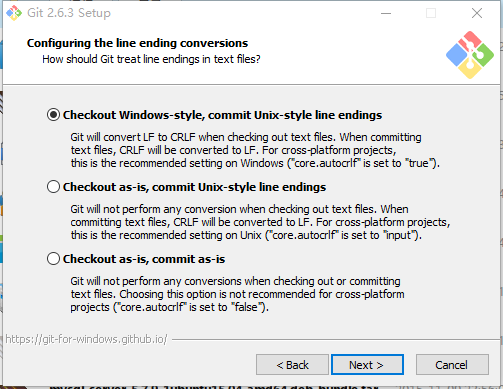 Git 2.6.3 Setup
Configuring the line ending conversions
How should Git treat line endings in text files?
Checkout Windows-style, commit Unix-style line endings
Git will convert LF to CRLF when checking out text files. When committing
text files, CRLF will be converted to LF. For cross-platform projects,
this is the recommended setting on Windows ("core.autocrlf" is set to "true").
Checkout as-is, commit Unix-style line endings
Git will not perform any conversion when checking out text files. When
committing text files, CRLF will be converted to LF. For cross-platform projects,
this is the recommended setting on Unix ("core.autocrlf" is set to "input").
Checkout as-is, commit as-is
Git will not perform any conversions when checking out or committing
text files. Choosing this option is not recommended for cross-platform
projects ("core.autocrlf" is set to "false").
https://git-for-windows.github.io/
< Back
Next >
Cancel